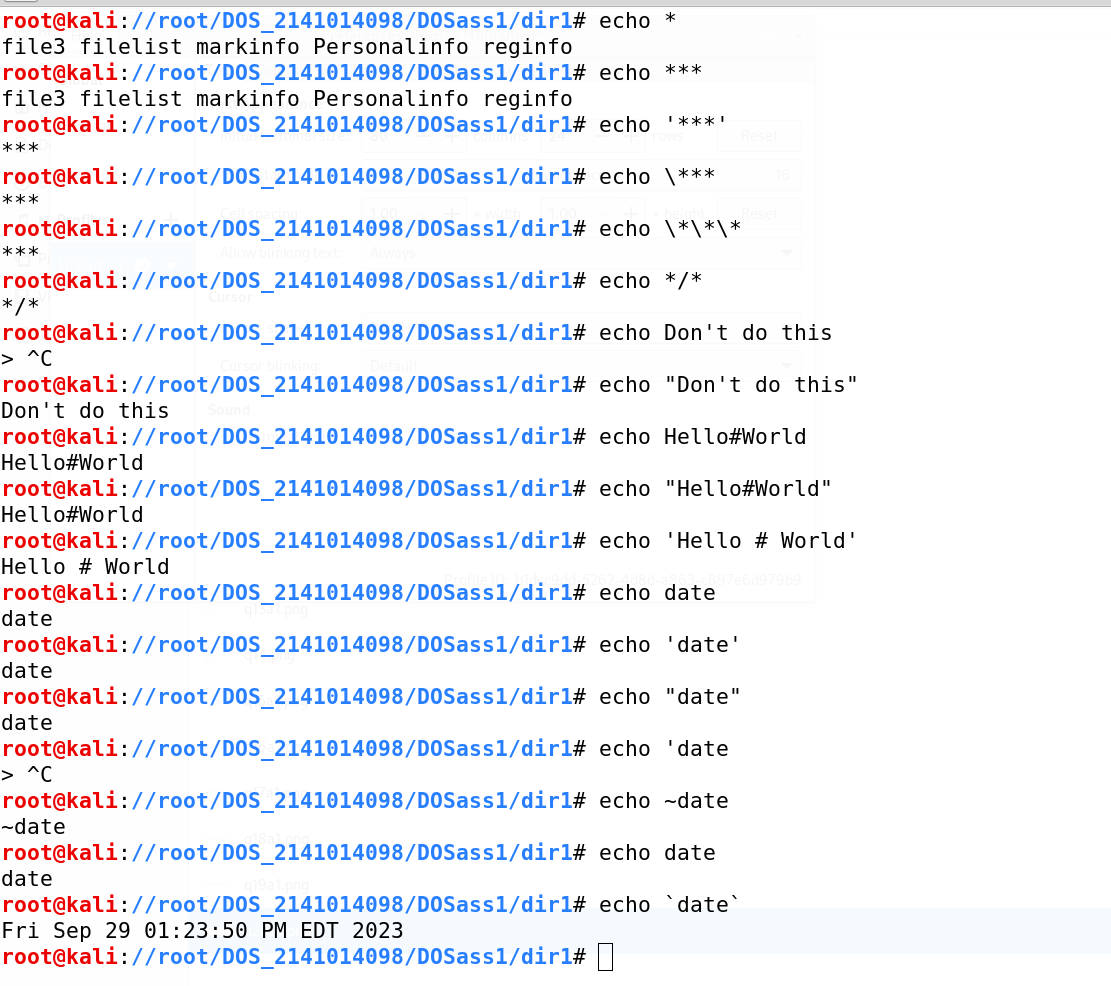 root@kali://root/DOS_2141014098/DOSass1/dir1# echo *
file3 filelist markinfo Personalinfo reginfo
root@kali://root/DOS_2141014098/DOSass1/dir1# echo ***
file3 filelist markinfo Personalinfo reginfo
root@kali://root/DOS_2141014098/DOSass1/dir1# echo '***'
***
root@kali://root/DOS_2141014098/DOSass1/dir1# echo \***
***
root@kali://root/DOS_2141014098/DOSass1/dir1# echo \*\*\*
***
root@kali://root/DOS_2141014098/DOSass1/dir1# echo */*
*/*
root@kali://root/DOS_2141014098/DOSass1/dir1# echo Don't do this
> ^C
root@kali://root/DOS_2141014098/DOSass1/dir1# echo "Don't do this"
Don't do this
root@kali://root/DOS_2141014098/DOSass1/dir1# echo Hello#World
Hello#World
root@kali://root/DOS_2141014098/DOSass1/dir1# echo "Hello#World"
Hello#World
root@kali://root/DOS_2141014098/DOSass1/dir1# echo 'Hello # World'
Hello # World
root@kali://root/DOS_2141014098/DOSass1/dir1# echo date
date
root@kali://root/DOS_2141014098/DOSass1/dir1# echo 'date'
date
root@kali://root/DOS_2141014098/DOSass1/dir1# echo "date"
date
root@kali://root/DOS_2141014098/DOSass1/dir1# echo 'date
> ^C
root@kali://root/DOS_2141014098/DOSass1/dir1# echo ~date
~date
root@kali://root/DOS_2141014098/DOSass1/dir1# echo date
date
root@kali://root/DOS_2141014098/DOSass1/dir1# echo `date`
Fri Sep 29 01:23:50 PM EDT 2023
root@kali://root/DOS_2141014098/DOSass1/dir1#